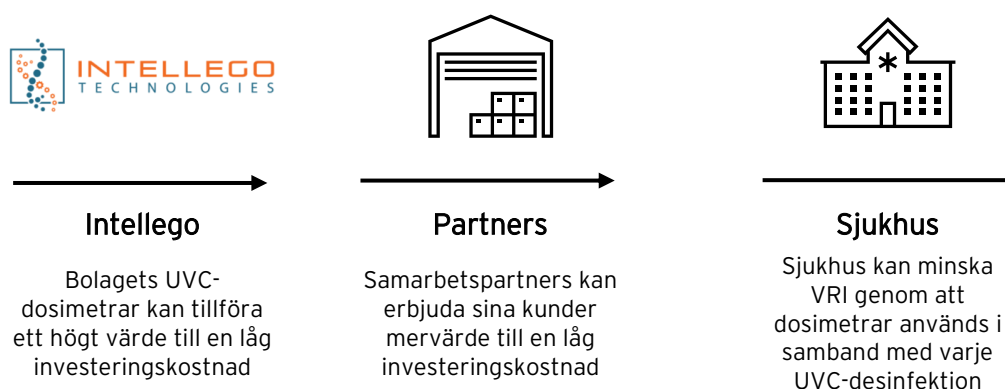 INTELLEGO
TECHNOLOGIES
Intellego
Bolagets UVC-
dosimetrar kan tillföra
ett högt värde till en låg
investeringskostnad
Partners
Samarbetspartners kan
erbjuda sina kunder
mervärde till en låg
investeringskostnad
Sjukhus
Sjukhus kan minska
VRI genom att
dosimetrar används i
samband med varje
UVC-desinfektion